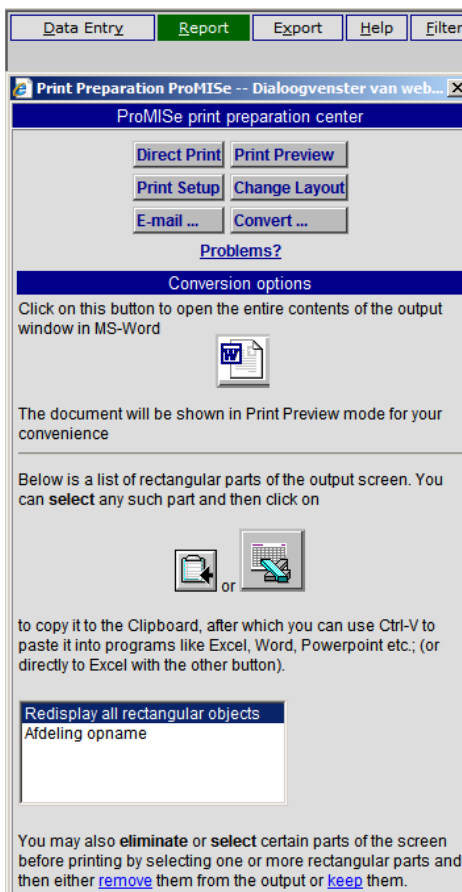 Data Entry Report Export Help Filter
Print Preparation ProMISe -- Dialoogvenster van web...
ProMISe print preparation center
Direct Print Print Preview
Print Setup Change Layout
E-mail ... Convert ...
Problems?
Conversion options
Click on this button to open the entire contents of the output
window in MS-Word
W
The document will be shown in Print Preview mode for your
convenience
Below is a list of rectangular parts of the output screen. You
can select any such part and then click on
or
to copy it to the Clipboard, after which you can use Ctrl-V to
paste it into programs like Excel, Word, Powerpoint etc.; (or
directly to Excel with the other button).
Redisplay all rectangular objects
Afdeling opname
You may also eliminate or select certain parts of the screen
before printing by selecting one or more rectangular parts and
then either remove them from the output or keep them.